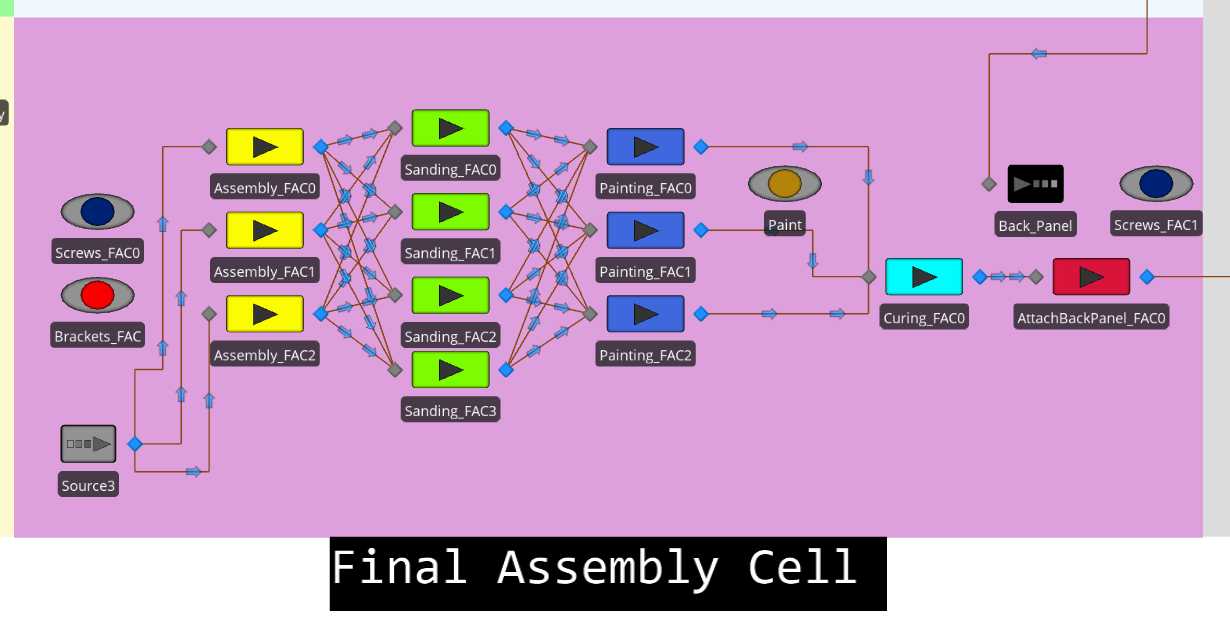 y
Assembly_FAC0
Sanding_FAC0
Painting_FAC0
Paint
Back_Panel
Screws_FAC1
Screws_FAC0
Assembly_FAC1
Sanding_FAC1
Painting_FAC1
Brackets_FAC
Assembly_FAC2
Sanding_FAC2
Painting_FAC2
Curing_FAC0
AttachBackPanel_FAC0
Sanding_FAC3
Source3
Final Assembly Cell